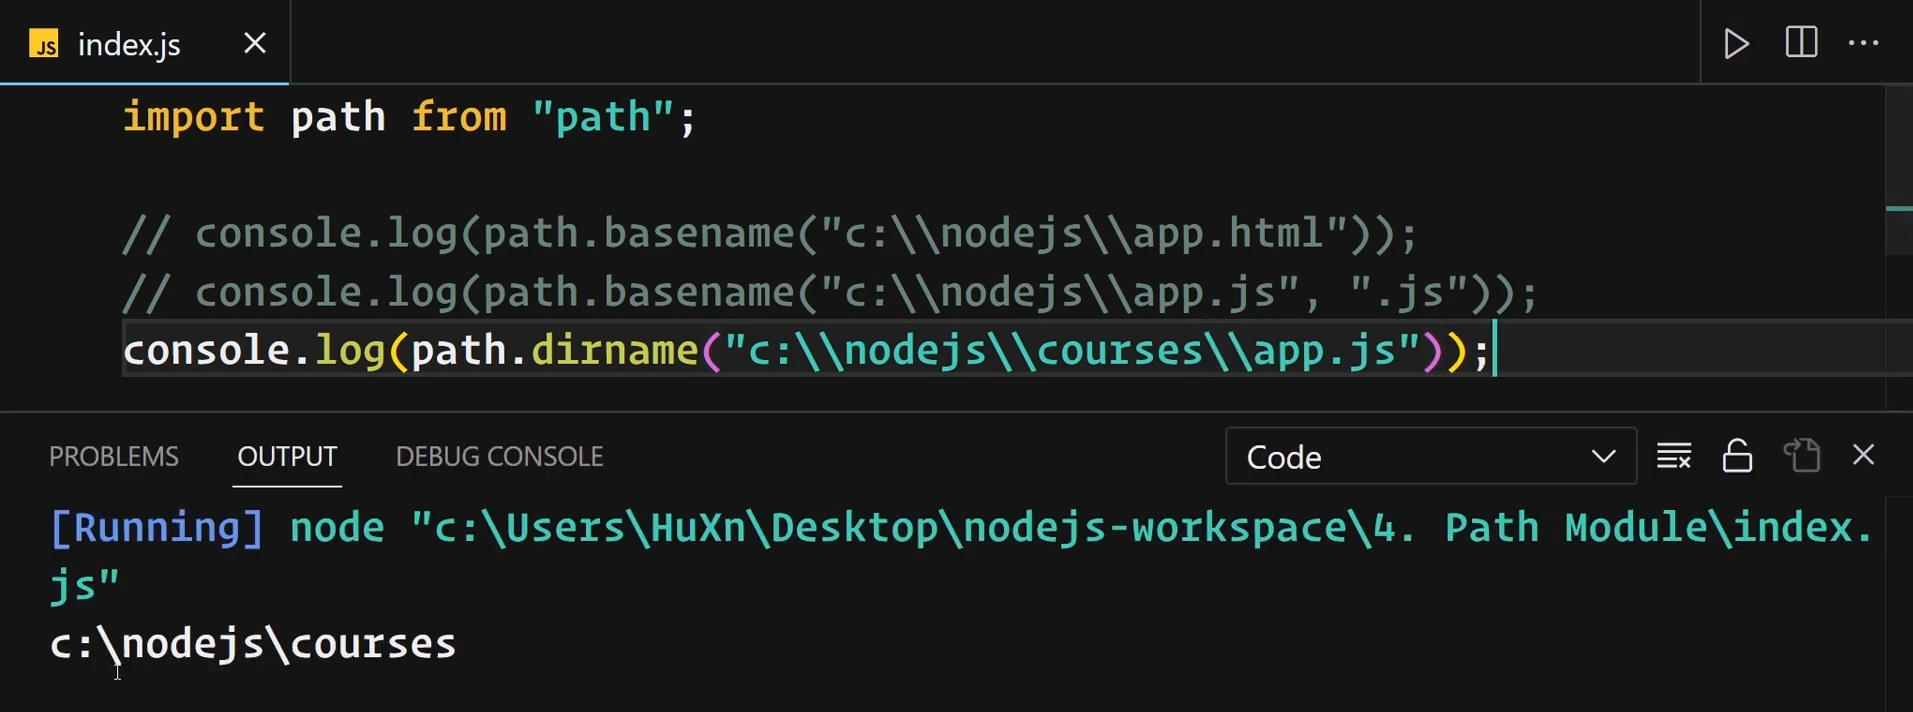 JS index.js
import path from "path";
// console.log(path.basename("c:\\nodejs\\app.html"));
// console.log(path.basename("c:\\nodejs\\app.js", ".js"));
console.log(path.dirname("c:\\nodejs\\courses\\app.js"));
PROBLEMS OUTPUT DEBUG CONSOLE Code
[Running] node "c:\Users\HuXn\Desktop\nodejs-workspace\4. Path Module\index.
js"
c:\nodejs\courses